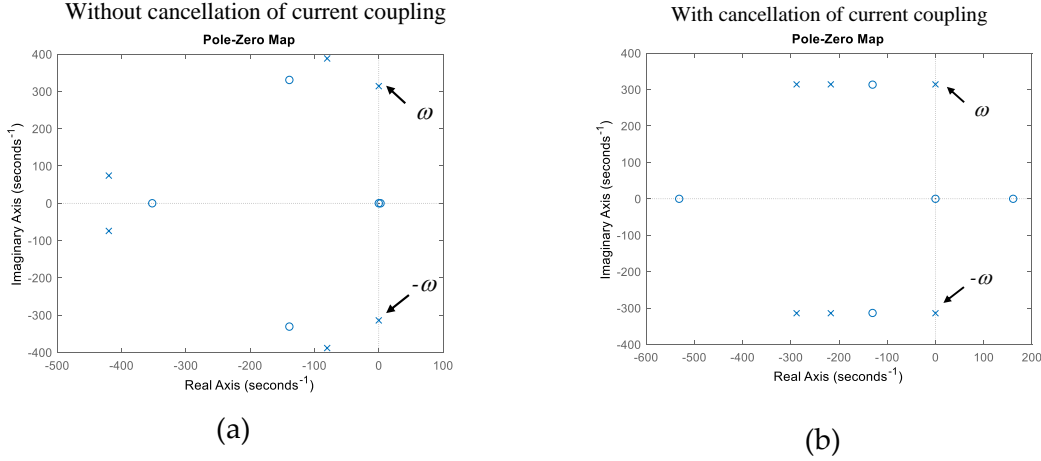 Without cancellation of current coupling
Pole-Zero Map
400
300
200
100
0
-100
-200
-300
-400
-500
-400
-300
-200
-100
0
100
Imaginary Axis (seconds⁻¹)
Real Axis (seconds⁻¹)
ω
-ω
(a)
With cancellation of current coupling
Pole-Zero Map
400
300
200
100
0
-100
-200
-300
-400
-600
-500
-400
-300
-200
-100
0
100
200
Imaginary Axis (seconds⁻¹)
Real Axis (seconds⁻¹)
ω
-ω
(b)